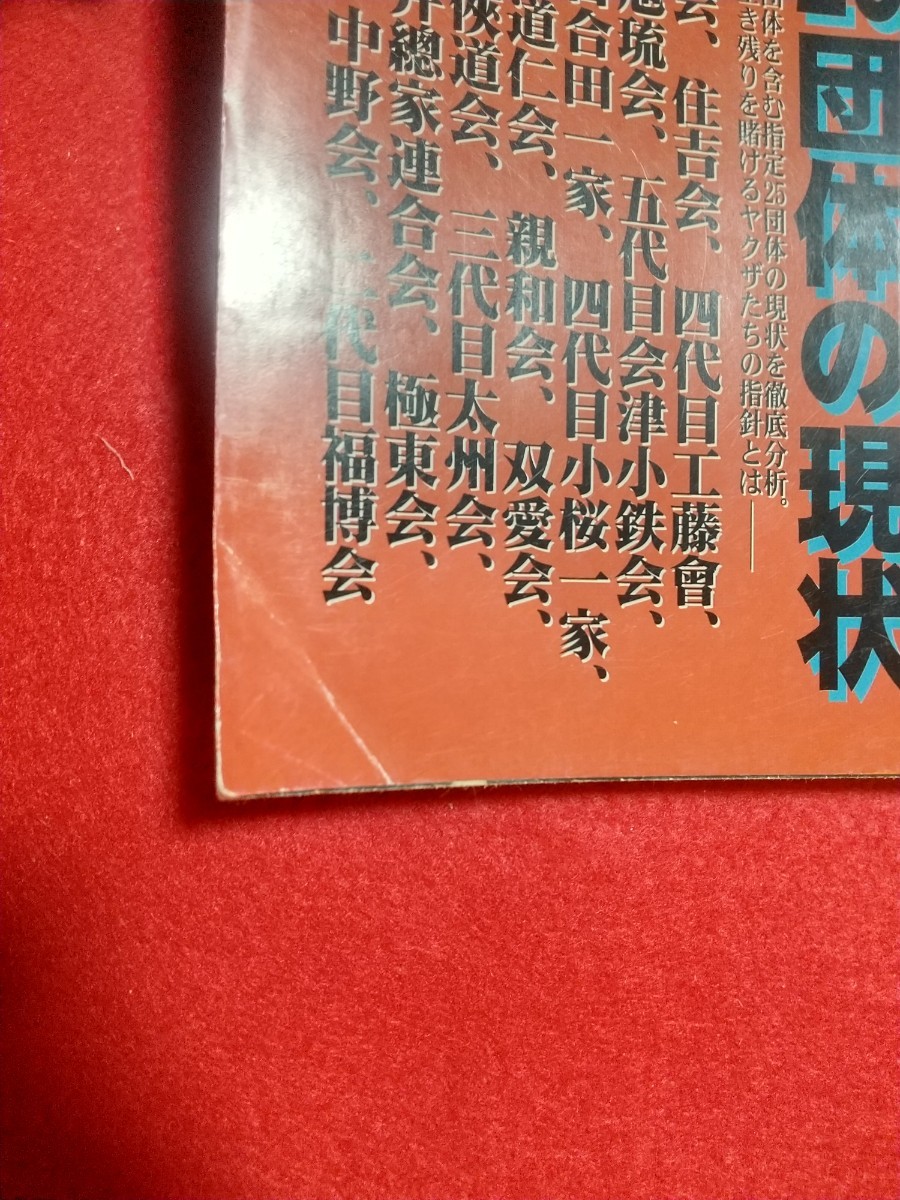 団体の現状
団体を含む指定25団体の現状を徹底分析。
き残りを賭けるヤクザたちの指針とは――
会、住吉会、四代目工藤會、
琉会、五代目会津小鉄会、
合田一家、四代目小桜一家、
道仁会、親和会、双愛会、
俠道会、三代目太州会、
總家連合会、極東会、
中野会、二代目福博会